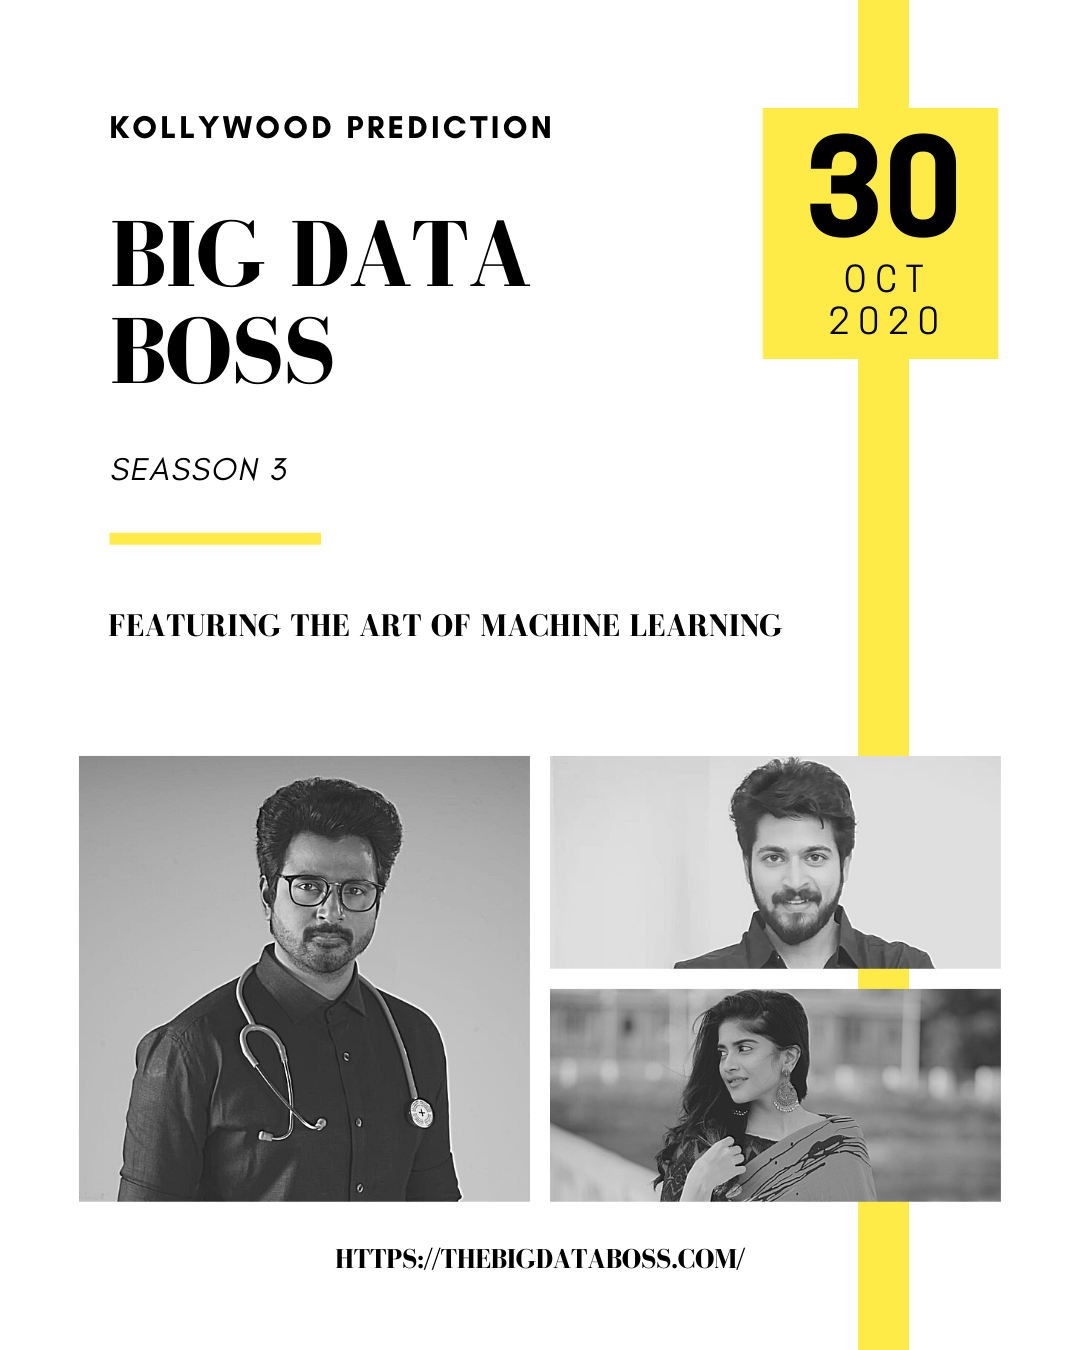 KOLLYWOOD PREDICTION
BIG DATA
BOSS
SEASSON 3
FEATURING THE ART OF MACHINE LEARNING
30
OCT
2020
HTTPS://THEBIGDATABOSS.COM/